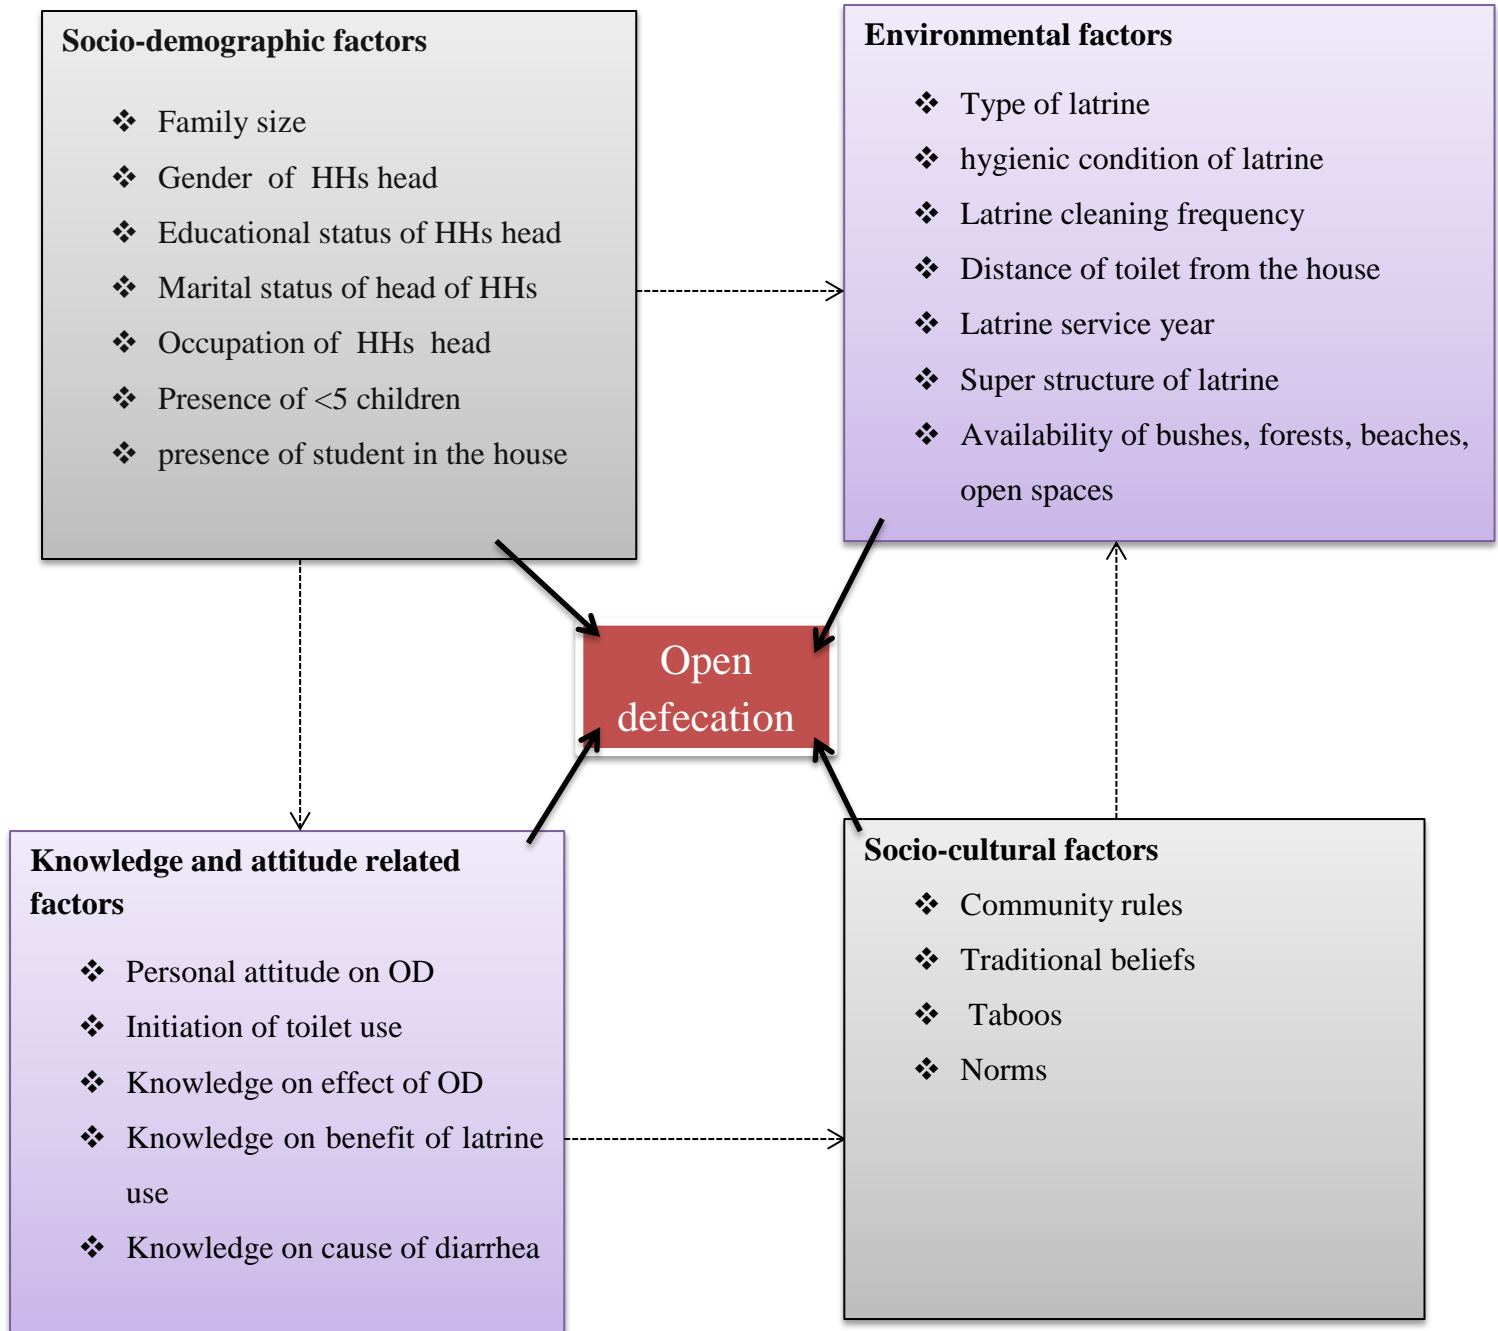 Socio-demographic factors
❖ Family size
❖ Gender of HHs head
❖ Educational status of HHs head
❖ Marital status of head of HHs
❖ Occupation of HHs head
❖ Presence of <5 children
❖ presence of student in the house
Environmental factors
❖ Type of latrine
❖ hygienic condition of latrine
❖ Latrine cleaning frequency
❖ Distance of toilet from the house
❖ Latrine service year
❖ Super structure of latrine
❖ Availability of bushes, forests, beaches,
open spaces
Open
defecation
Knowledge and attitude related
factors
❖ Personal attitude on OD
❖ Initiation of toilet use
❖ Knowledge on effect of OD
❖ Knowledge on benefit of latrine
use
❖ Knowledge on cause of diarrhea
Socio-cultural factors
❖ Community rules
❖ Traditional beliefs
❖ Taboos
❖ Norms